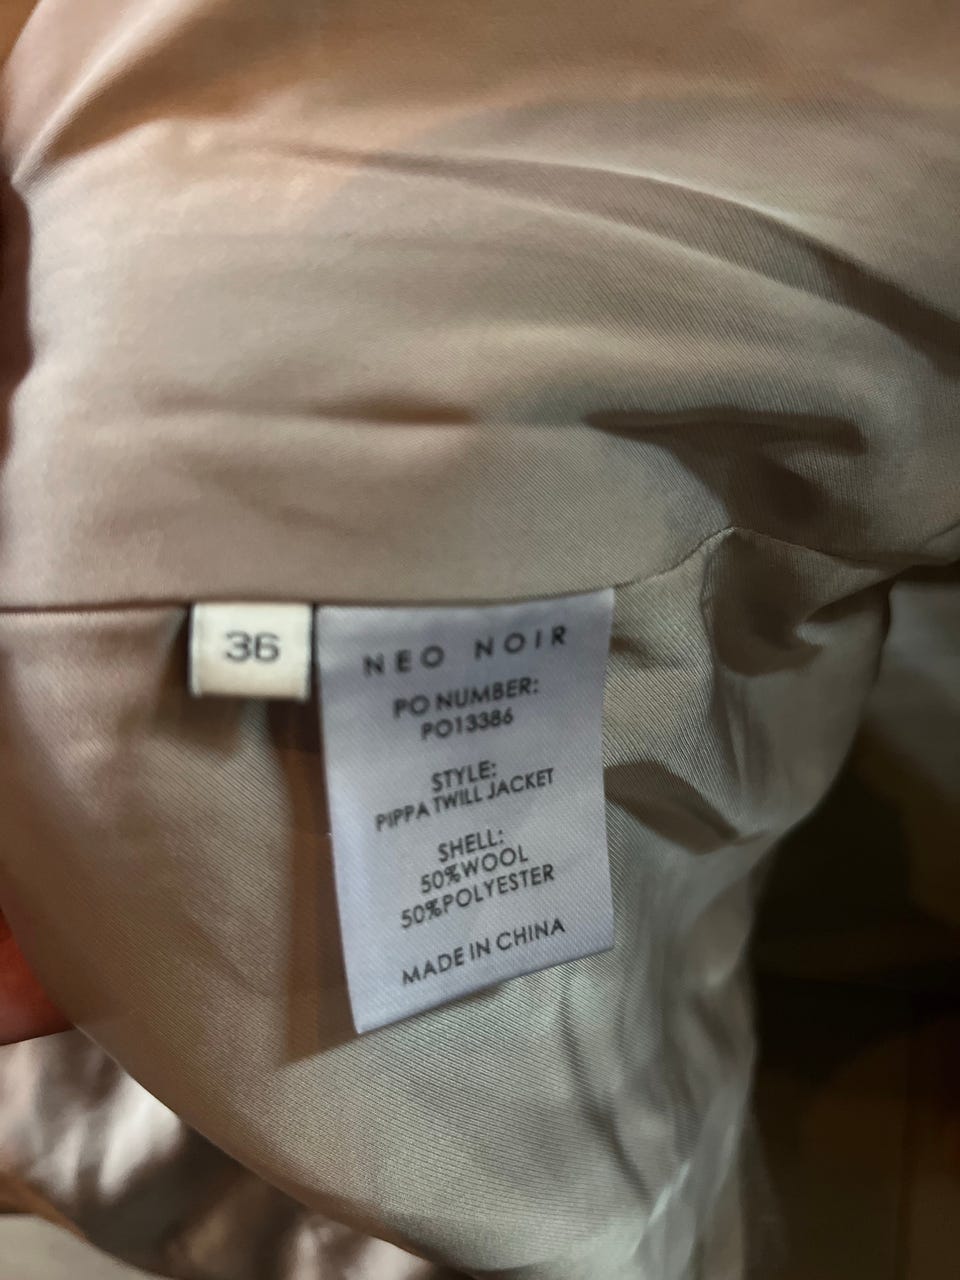 36
NEO NOIR
PO NUMBER:
PO13386
STYLE:
PIPPA TWILL JACKET
SHELL:
50%WOOL
50%POLYESTER
MADE IN CHINA